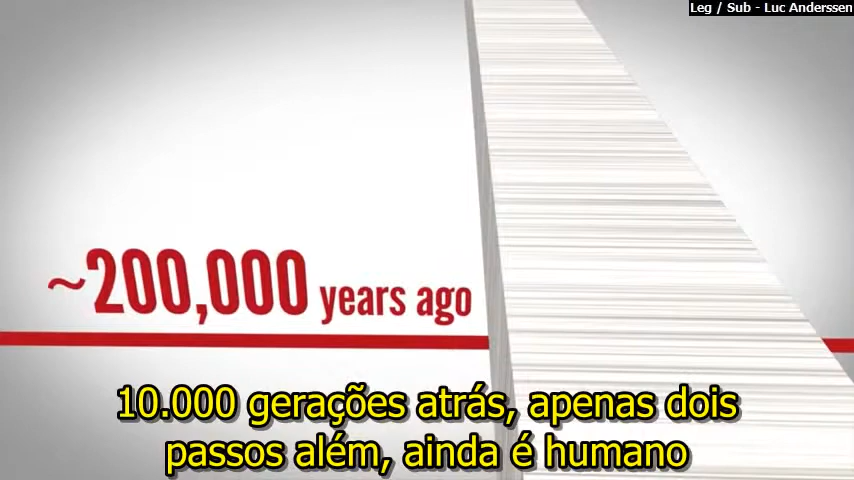 Leg / Sub - Luc Anderssen
~200,000 years ago
10.000 gerações atrás, apenas dois
passos além, ainda é humano